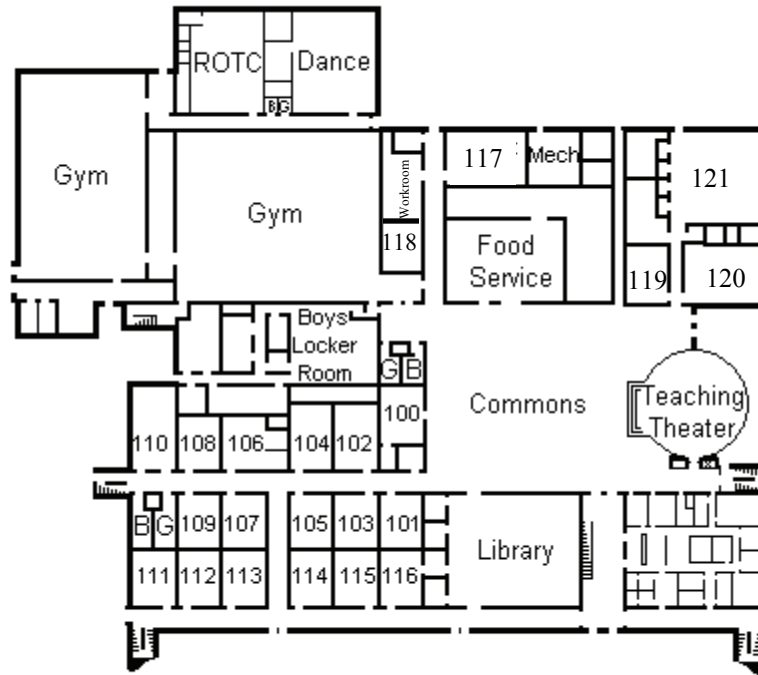 ROTC
Dance
B G
Gym
Gym
Workroom
117
Mech
121
118
Food
Service
119
120
Boys
Locker
Room
G B
100
Commons
Teaching
Theater
110
108
106
104
102
B G
109
107
105
103
101
Library
111
112
113
114
115
116